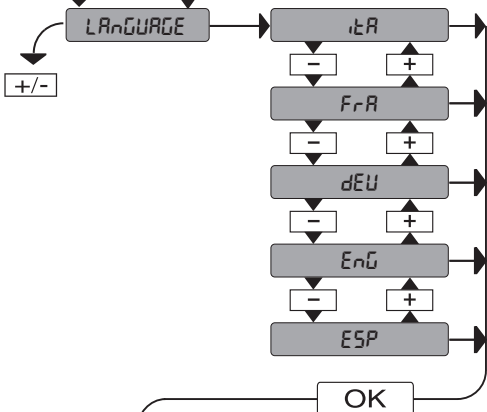 LAnGUAGE
itA
+/-
- +
FrA
- +
dEU
- +
EnG
- +
ESP
OK